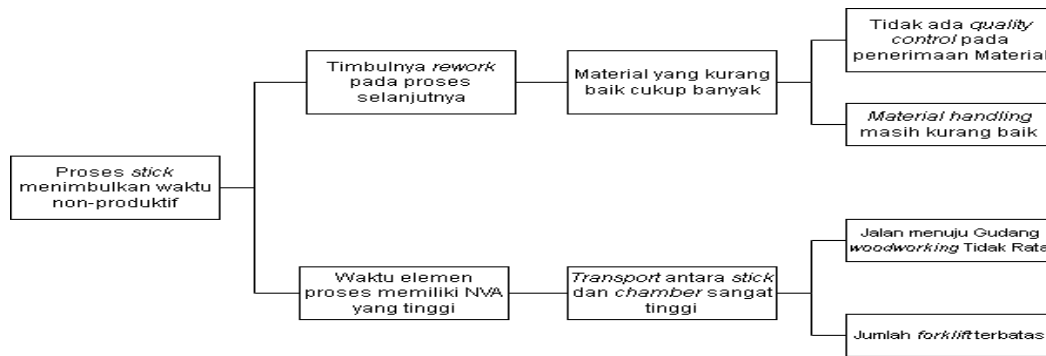 Tidak ada quality
control pada
penerimaan Material
Timbulnya rework
pada proses
selanjutnya
Material yang kurang
baik cukup banyak
Material handling
masih kurang baik
Proses stick
menimbulkan waktu
non-produktif
Jalan menuju Gudang
woodworking Tidak Rata
Waktu elemen
proses memiliki NVA
yang tinggi
Transport antara stick
dan chamber sangat
tinggi
Jumlah forklift terbatas